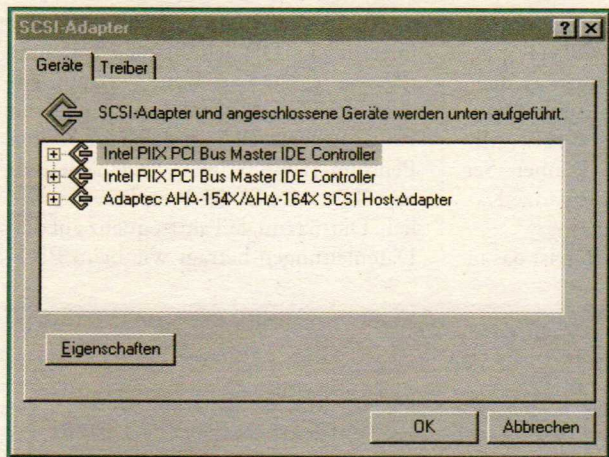 SCSI-Adapter
Geräte
Treiber
SCSI-Adapter und angeschlossene Geräte werden unten aufgeführt.
Intel PIIX PCI Bus Master IDE Controller
Intel PIIX PCI Bus Master IDE Controller
Adaptec AHA-154X/AHA-164X SCSI Host-Adapter
Eigenschaften
OK
Abbrechen